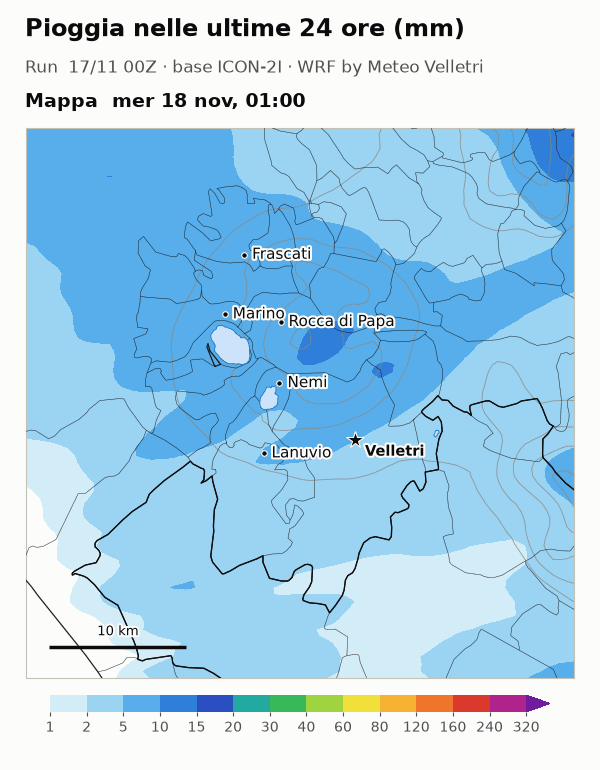 Pioggia nelle ultime 24 ore (mm)
Run  17/11 00Z · base ICON-2I · WRF by Meteo Velletri
Mappa  mer 18 nov, 01:00
Frascati
Marino
Rocca di Papa
Nemi
Velletri
Lanuvio
10 km
1 2 5 10 15 20 30 40 60 80 120 160 240 320